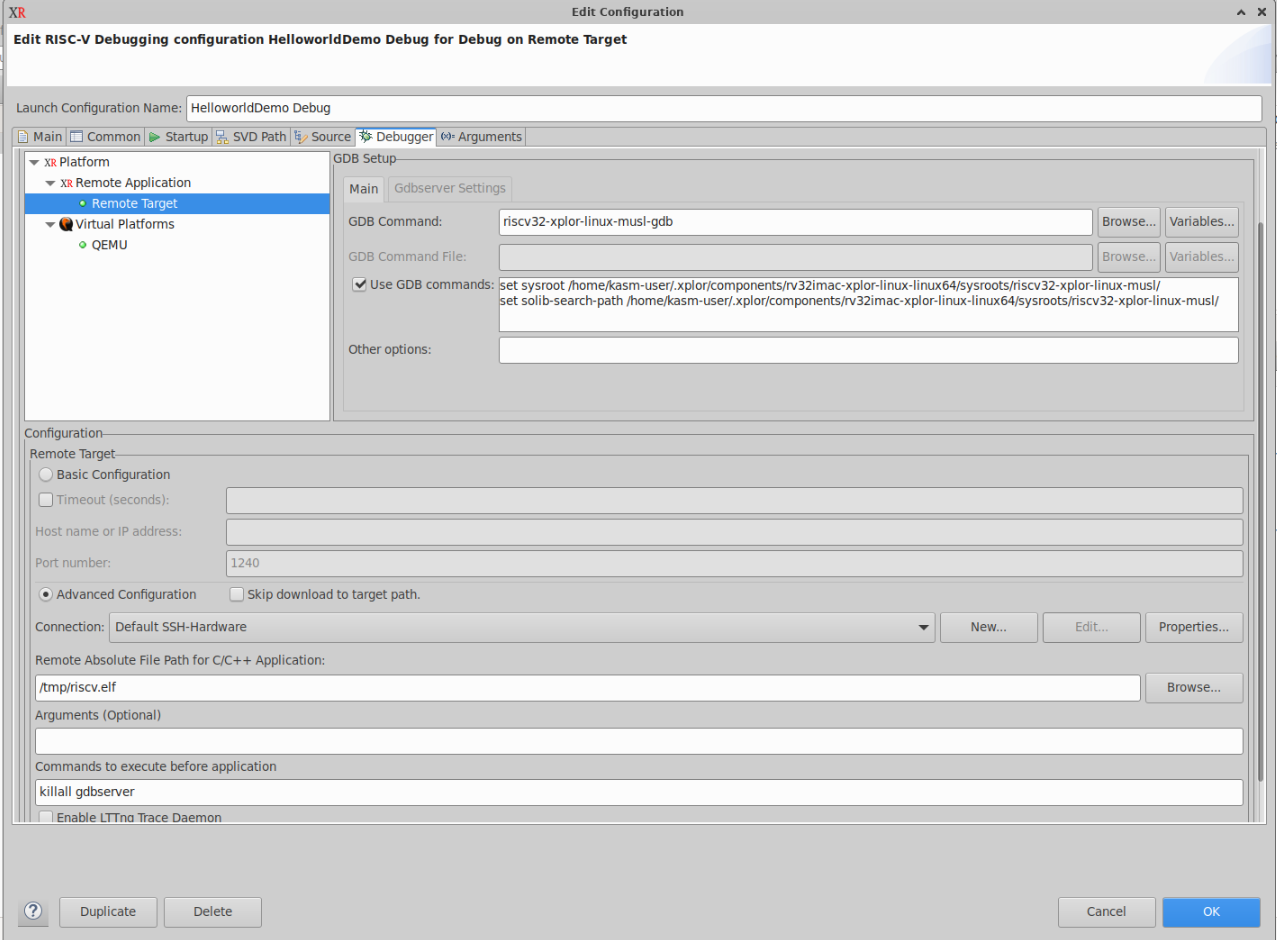 XR
Edit Configuration
Edit RISC-V Debugging configuration HelloworldDemo Debug for Debug on Remote Target
Launch Configuration Name: HelloworldDemo Debug
Main Common Startup SVD Path Source Debugger (x)= Arguments
XR Platform
XR Remote Application
Remote Target
Virtual Platforms
QEMU
GDB Setup
Main Gdbserver Settings
GDB Command: riscv32-xplor-linux-musl-gdb Browse... Variables...
GDB Command File: Browse... Variables...
Use GDB commands: set sysroot /home/kasm-user/.xplor/components/rv32imac-xplor-linux-linux64/sysroots/riscv32-xplor-linux-musl/
set solib-search-path /home/kasm-user/.xplor/components/rv32imac-xplor-linux-linux64/sysroots/riscv32-xplor-linux-musl/
Other options:
Configuration
Remote Target
Basic Configuration
Timeout (seconds):
Host name or IP address:
Port number: 1240
Advanced Configuration Skip download to target path.
Connection: Default SSH-Hardware New... Edit... Properties...
Remote Absolute File Path for C/C++ Application:
/tmp/riscv.elf Browse...
Arguments (Optional)
Commands to execute before application
killall gdbserver
Enable LTTng Trace Daemon
? Duplicate Delete Cancel OK